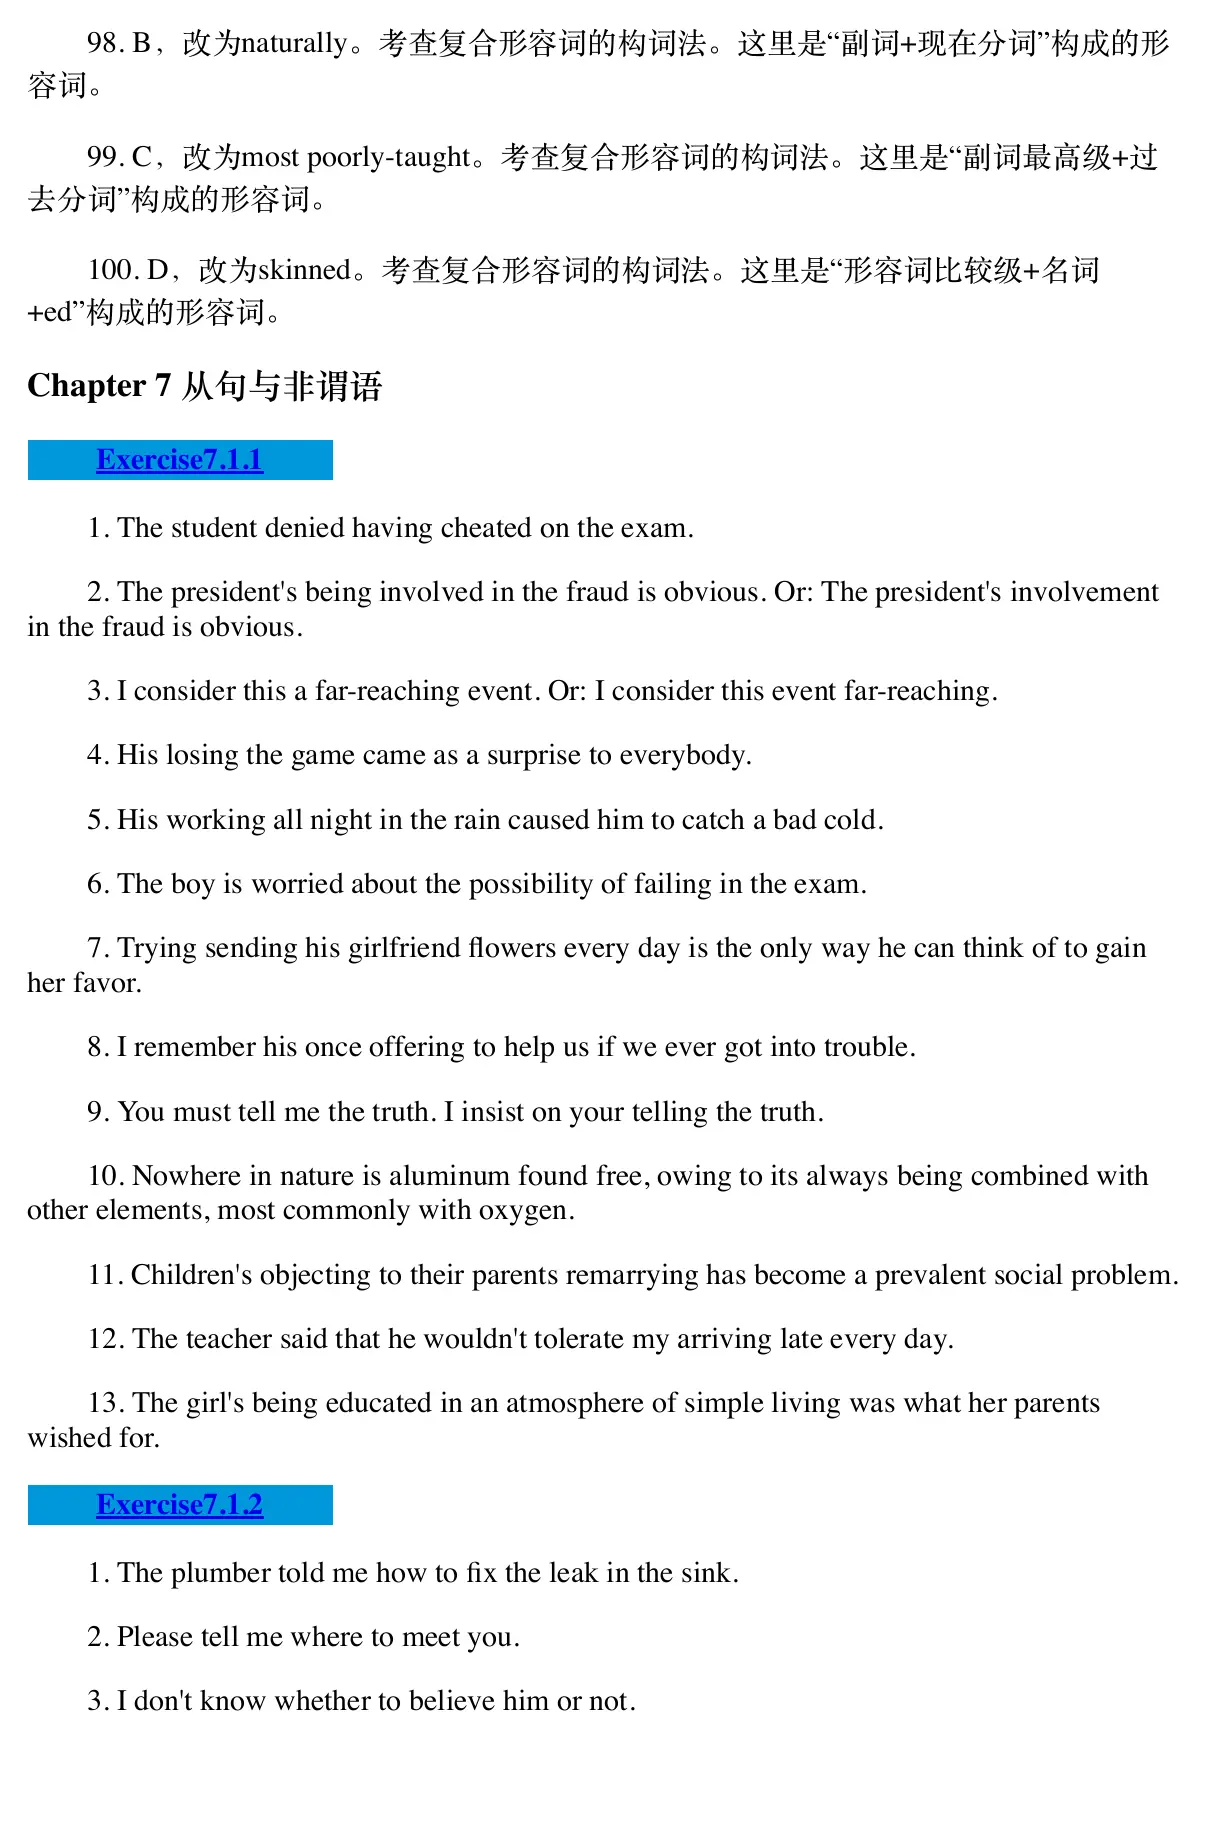 98. B，改为naturally。考查复合形容词的构词法。这里是“副词+现在分词”构成的形
容词。
99. C，改为most poorly-taught。考查复合形容词的构词法。这里是“副词最高级+过
去分词”构成的形容词。
100. D，改为skinned。考查复合形容词的构词法。这里是“形容词比较级+名词
+ed”构成的形容词。
Chapter 7 从句与非谓语
Exercise7.1.1
1. The student denied having cheated on the exam.
2. The president's being involved in the fraud is obvious. Or: The president's involvement
in the fraud is obvious.
3. I consider this a far-reaching event. Or: I consider this event far-reaching.
4. His losing the game came as a surprise to everybody.
5. His working all night in the rain caused him to catch a bad cold.
6. The boy is worried about the possibility of failing in the exam.
7. Trying sending his girlfriend flowers every day is the only way he can think of to gain
her favor.
8. I remember his once offering to help us if we ever got into trouble.
9. You must tell me the truth. I insist on your telling the truth.
10. Nowhere in nature is aluminum found free, owing to its always being combined with
other elements, most commonly with oxygen.
11. Children's objecting to their parents remarrying has become a prevalent social problem.
12. The teacher said that he wouldn't tolerate my arriving late every day.
13. The girl's being educated in an atmosphere of simple living was what her parents
wished for.
Exercise7.1.2
1. The plumber told me how to fix the leak in the sink.
2. Please tell me where to meet you.
3. I don't know whether to believe him or not.